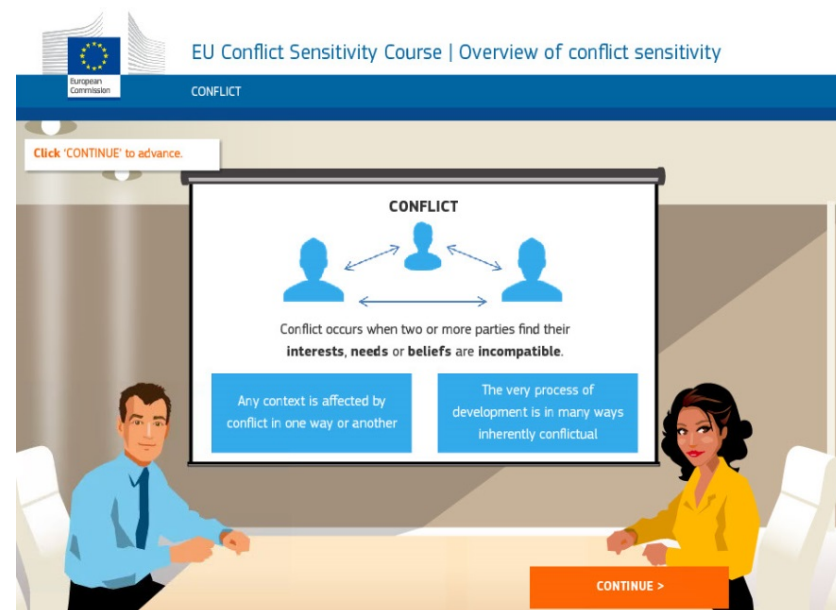 European
Commission
EU Conflict Sensitivity Course | Overview of conflict sensitivity
CONFLICT
Click 'CONTINUE' to advance.
CONFLICT
Conflict occurs when two or more parties find their
interests, needs or beliefs are incompatible.
Any context is affected by
conflict in one way or another
The very process of
development is in many ways
inherently conflictual
CONTINUE >